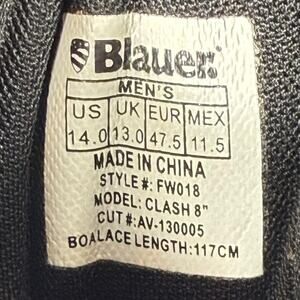 Blauer.
MEN'S
US UK EUR MEX
14.0 13.0 47.5 11.5
MADE IN CHINA
STYLE #: FW018
MODEL: CLASH 8"
CUT #: AV-130005
BOALACE LENGTH: 117CM